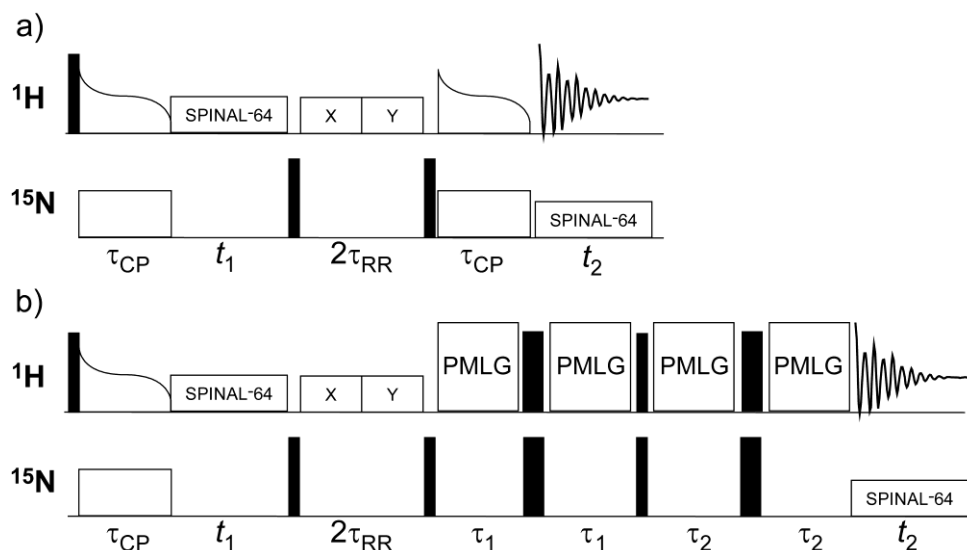 a)
¹H
SPINAL-64 X Y
¹⁵N
SPINAL-64
τCP t₁ 2τRR τCP t₂
b)
¹H
SPINAL-64 X Y PMLG PMLG PMLG PMLG
¹⁵N
SPINAL-64
τCP t₁ 2τRR τ₁ τ₁ τ₂ τ₂ t₂